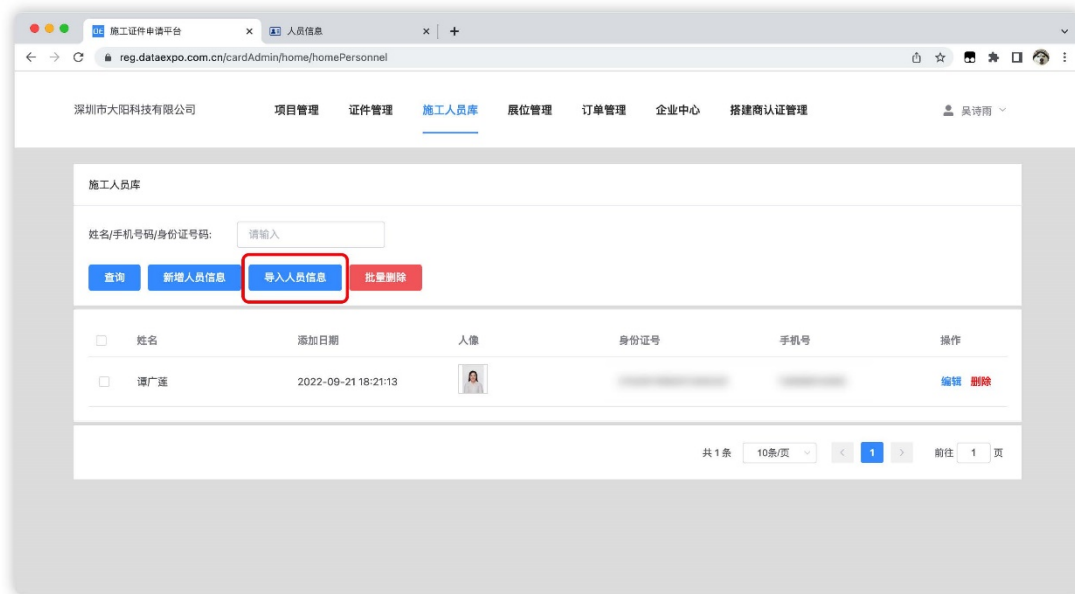 UE 施工证件申请平台 × 人员信息 × +
reg.dataexpo.com.cn/cardAdmin/home/homePersonnel
深圳市大阳科技有限公司 项目管理 证件管理 施工人员库 展位管理 订单管理 企业中心 搭建商认证管理 吴诗雨
施工人员库
姓名/手机号码/身份证号码: 请输入
查询 新增人员信息 导入人员信息 批量删除
姓名 添加日期 人像 身份证号 手机号 操作
谭广莲 2022-09-21 18:21:13 编辑 删除
共 1 条 10条/页 < 1 > 前往 1 页